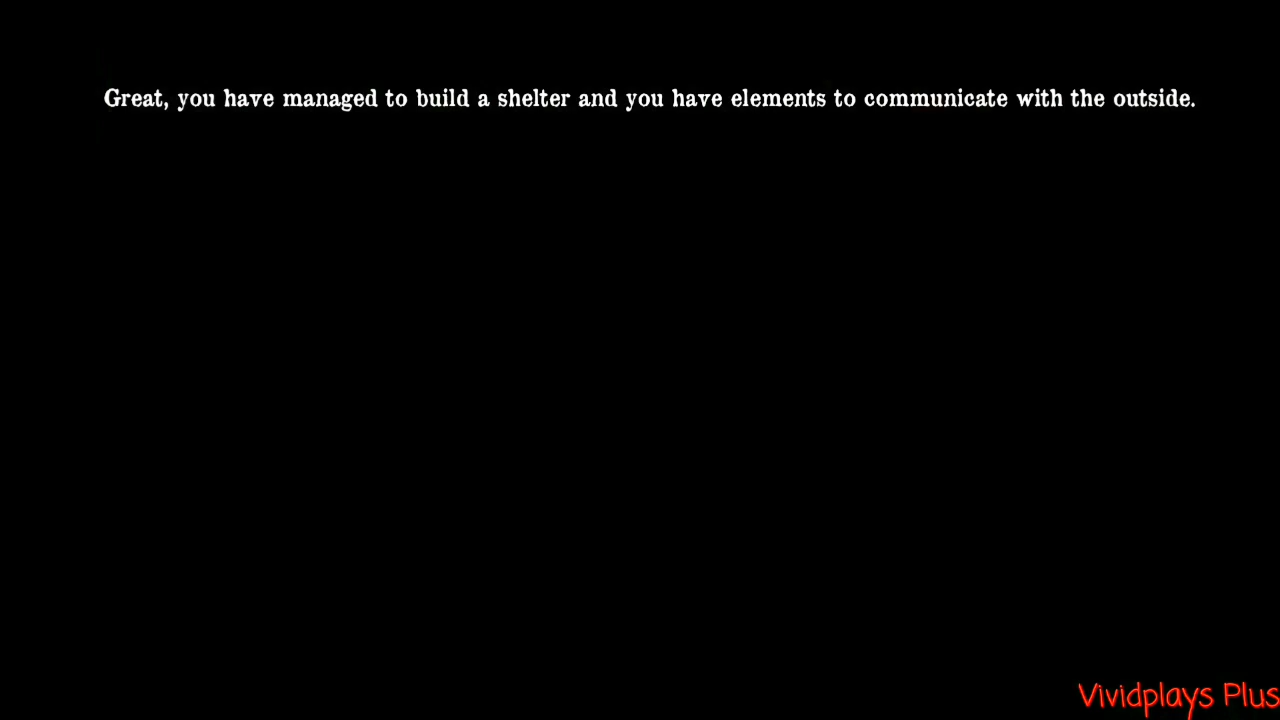 Great, you have managed to build a shelter and you have elements to communicate with the outside.
Vividplays Plus